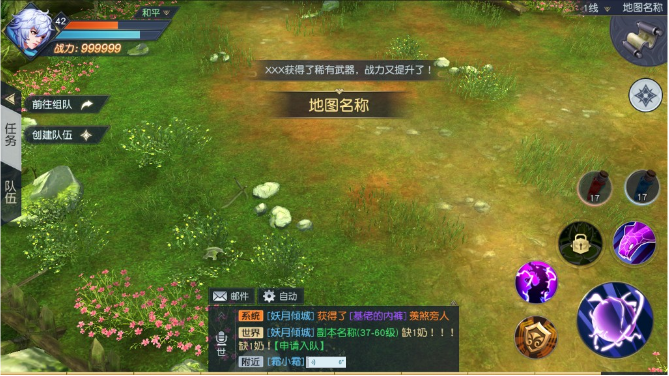 42
和平
战力: 999999
1线
地图名称
XXX获得了稀有武器，战力又提升了！
地图名称
前往组队
任务
创建队伍
队伍
17
17
邮件
自动
系统 [妖月倾城] 获得了 [基佬的内裤] 羡煞旁人
世界 [妖月倾城] 副本名称(37-60级) 缺1奶！！！
缺1奶！【申请入队】
世
附近 [霜小霜]
6"